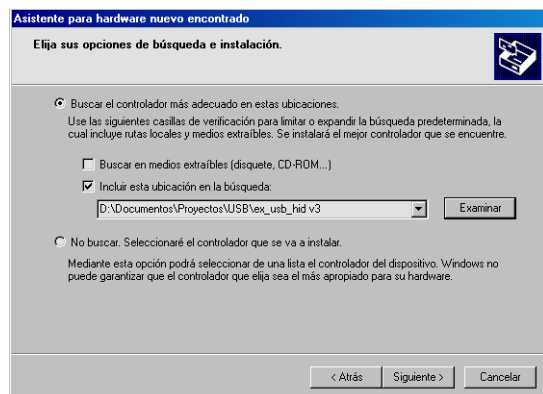 Asistente para hardware nuevo encontrado
Elija sus opciones de búsqueda e instalación.
Buscar el controlador más adecuado en estas ubicaciones.
Use las siguientes casillas de verificación para limitar o expandir la búsqueda predeterminada, la
cual incluye rutas locales y medios extraíbles. Se instalará el mejor controlador que se encuentre.
Buscar en medios extraíbles (disquete, CD-ROM...)
Incluir esta ubicación en la búsqueda:
D:\Documentos\Proyectos\USB\ex_usb_hid v3 Examinar
No buscar. Seleccionaré el controlador que se va a instalar.
Mediante esta opción podrá seleccionar de una lista el controlador del dispositivo. Windows no
puede garantizar que el controlador que elija sea el más apropiado para su hardware.
< Atrás Siguiente > Cancelar